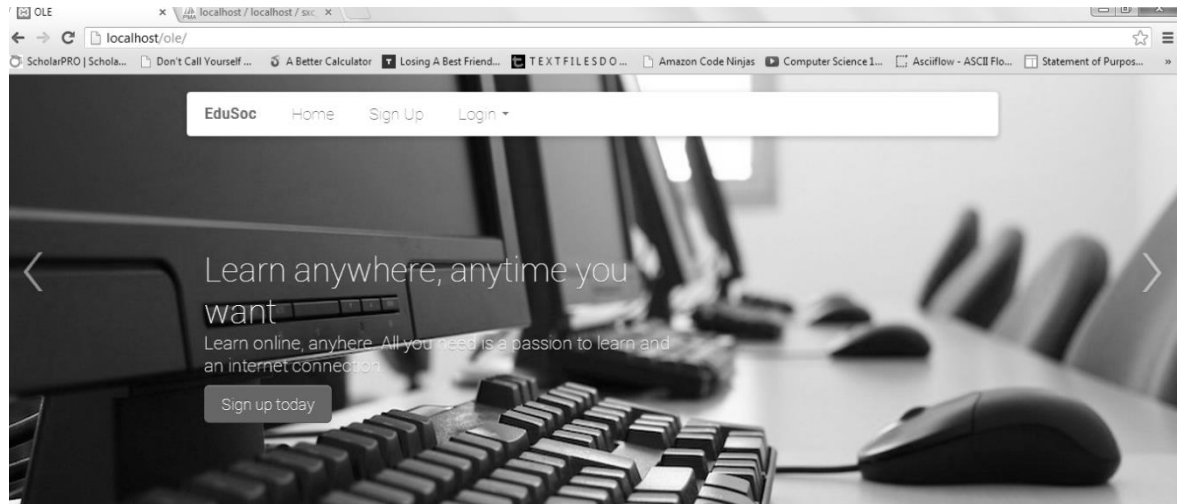 OLE
localhost / localhost / sxc
localhost/ole/
ScholarPRO | Schola...
Don't Call Yourself ...
A Better Calculator
Losing A Best Friend...
T E X T F I L E S D O ...
Amazon Code Ninjas
Computer Science 1...
Asciiflow - ASCII Flo...
Statement of Purpos...
»
EduSoc
Home
Sign Up
Login
Learn anywhere, anytime you
want
Learn online, anyhere. All you need is a passion to learn and
an internet connection
Sign up today